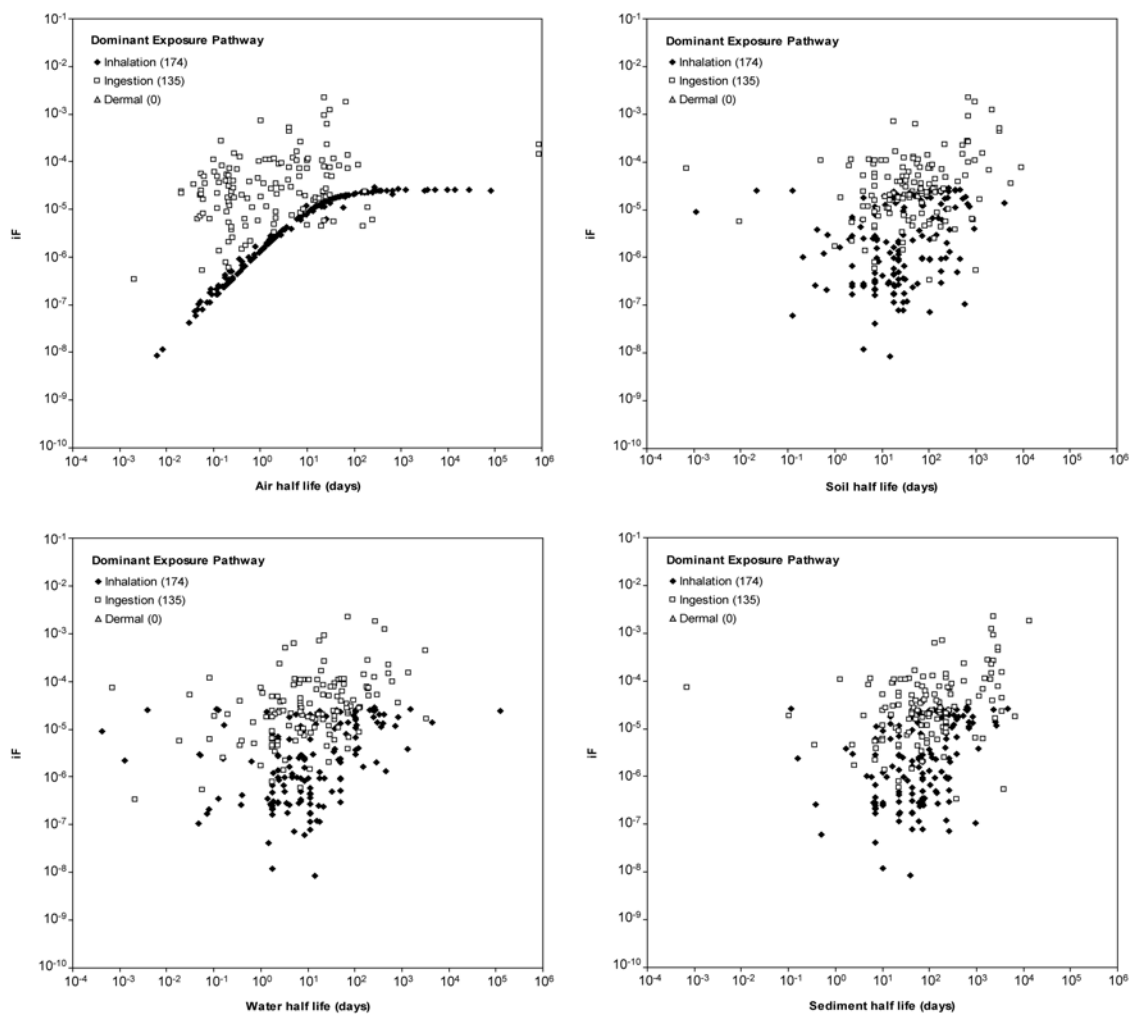 10-1
10-2
10-3
10-4
10-5
10-6
10-7
10-8
10-9
10-10
iF
Dominant Exposure Pathway
Inhalation (174)
Ingestion (135)
Dermal (0)
10-4 10-3 10-2 10-1 100 101 102 103 104 105 106
Air half life (days)
10-1
10-2
10-3
10-4
10-5
10-6
10-7
10-8
10-9
10-10
iF
Dominant Exposure Pathway
Inhalation (174)
Ingestion (135)
Dermal (0)
10-4 10-3 10-2 10-1 100 101 102 103 104 105 106
Soil half life (days)
10-1
10-2
10-3
10-4
10-5
10-6
10-7
10-8
10-9
10-10
iF
Dominant Exposure Pathway
Inhalation (174)
Ingestion (135)
Dermal (0)
10-4 10-3 10-2 10-1 100 101 102 103 104 105 106
Water half life (days)
10-1
10-2
10-3
10-4
10-5
10-6
10-7
10-8
10-9
10-10
iF
Dominant Exposure Pathway
Inhalation (174)
Ingestion (135)
Dermal (0)
10-4 10-3 10-2 10-1 100 101 102 103 104 105 106
Sediment half life (days)